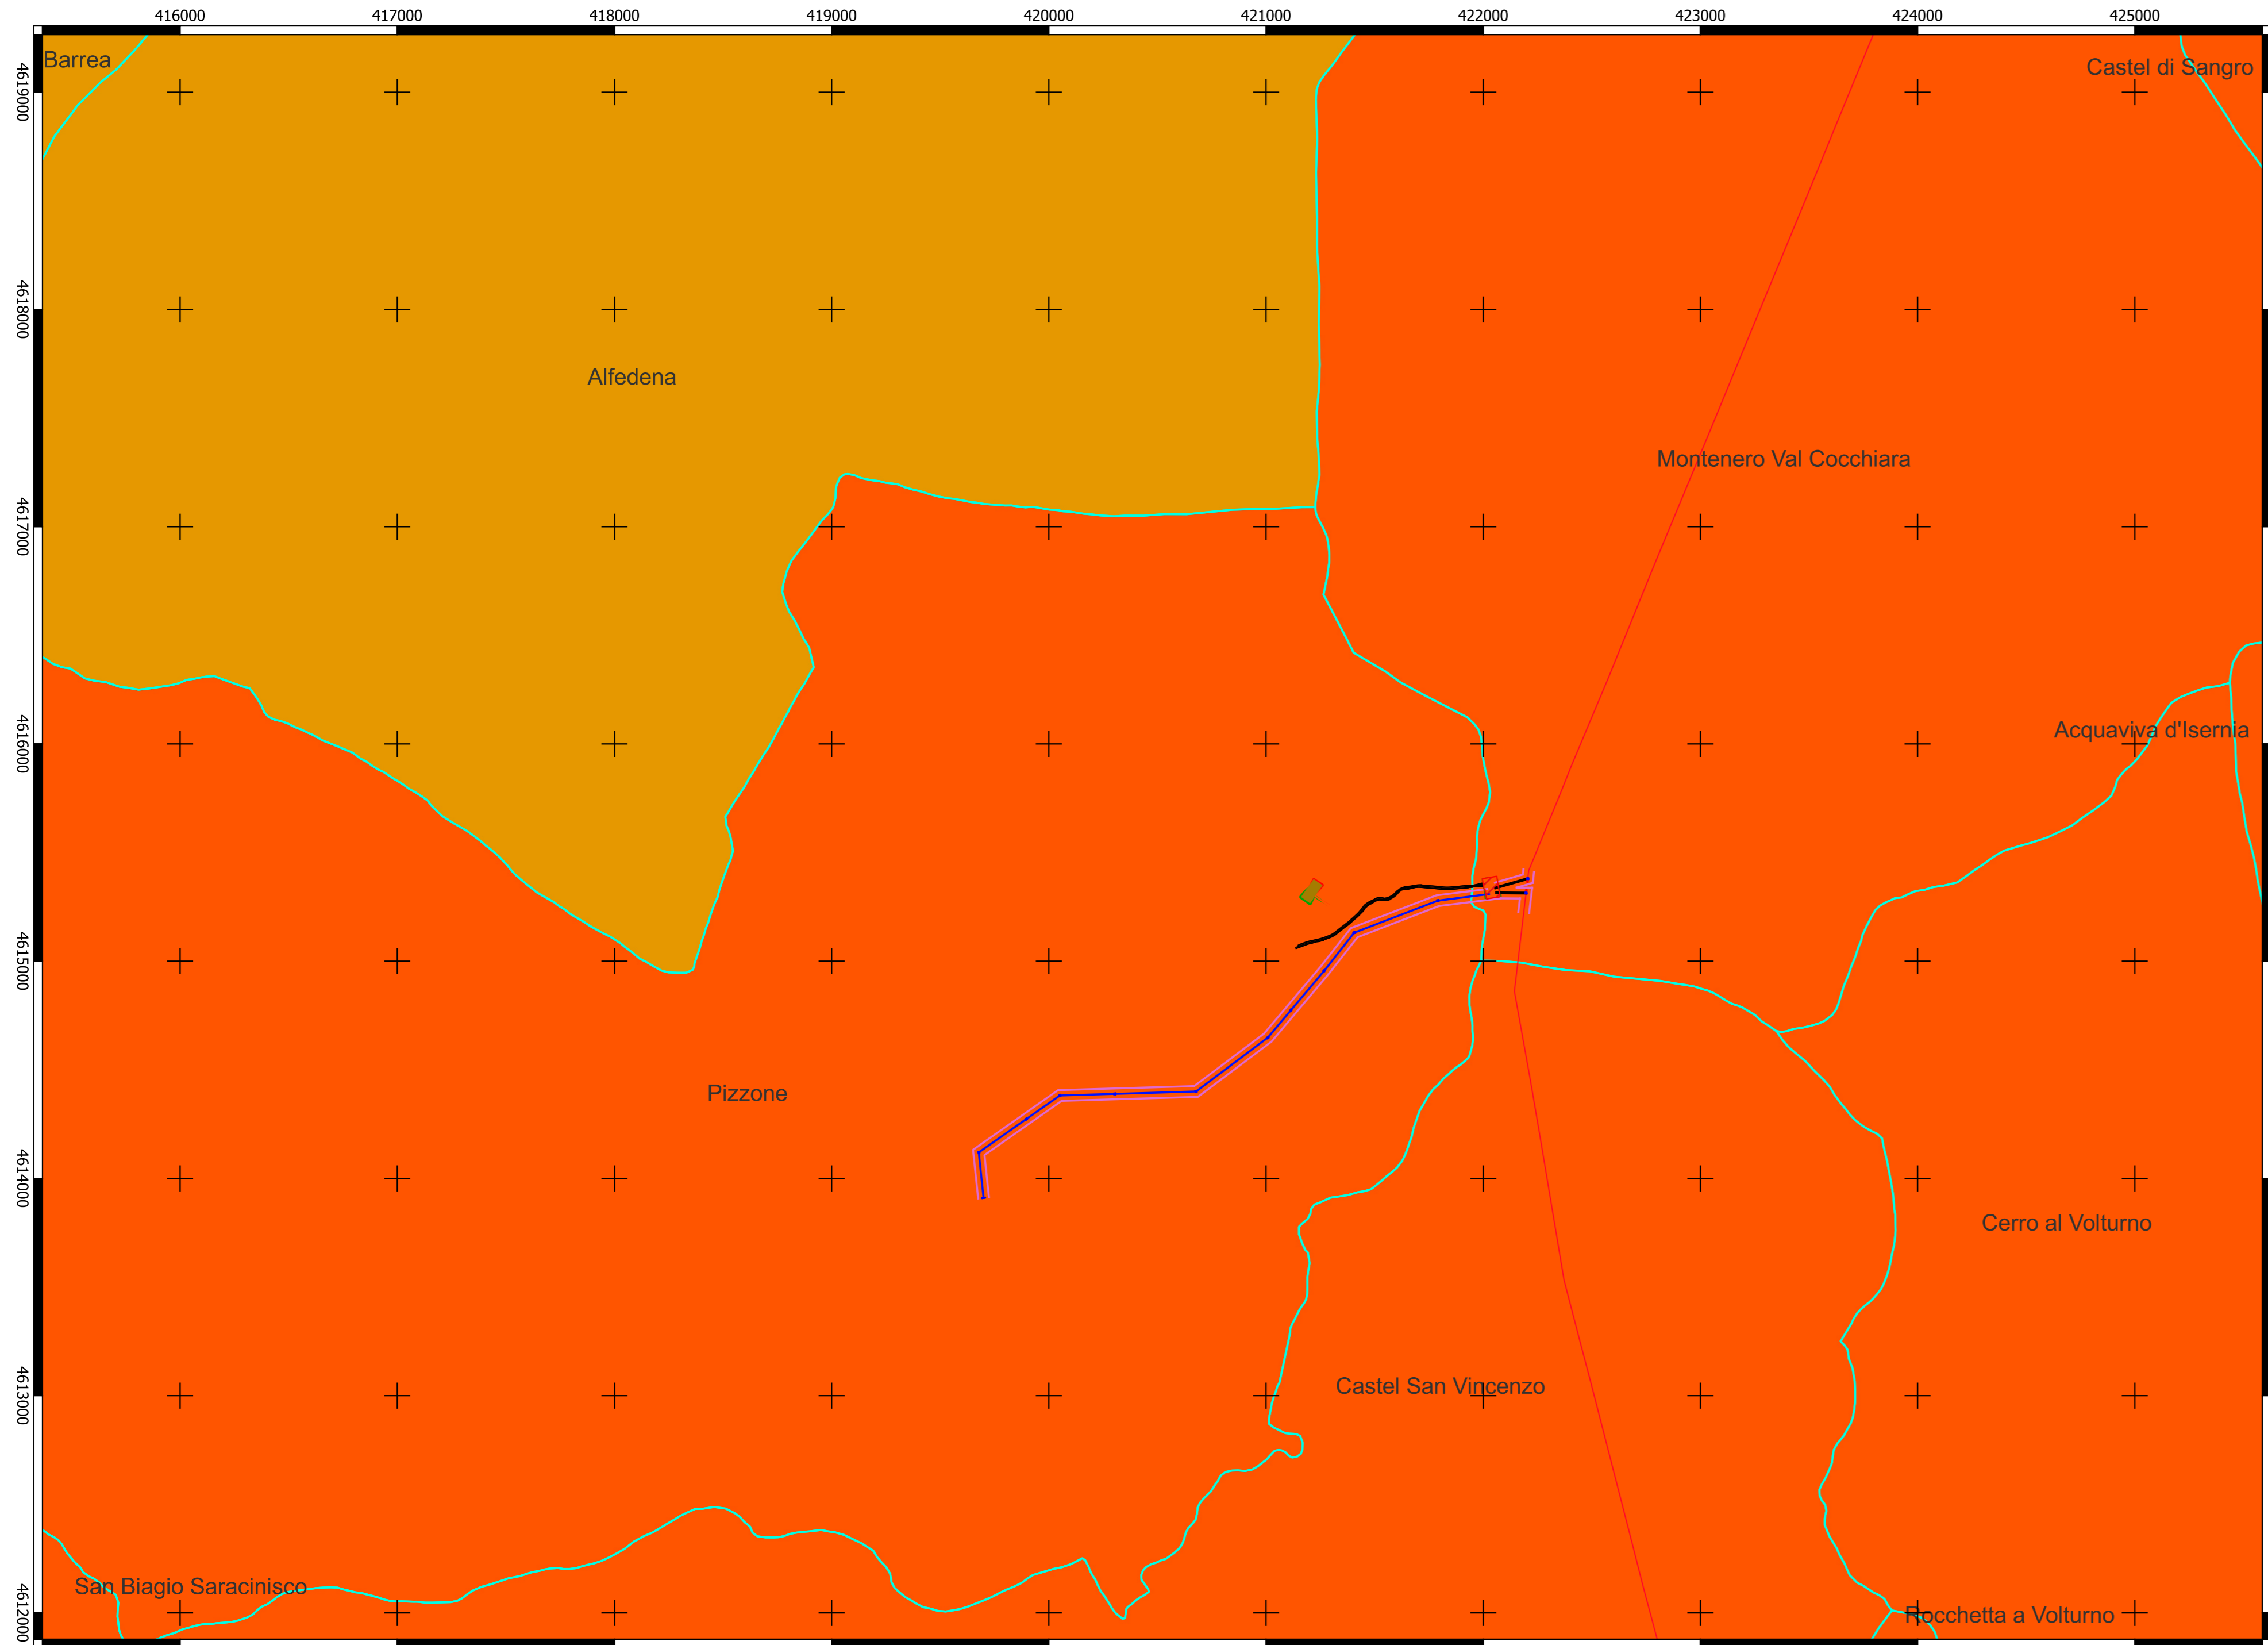 416000 417000 418000 419000 420000 421000 422000 423000 424000 425000
Barrea
Castel di Sangro
4619000
4618000
Alfedena
Montenero Val Cocchiara
4617000
Acquaviva d'Isernia
4616000
4615000
Pizzone
4614000
Cerro al Volturno
Castel San Vincenzo
4613000
San Biagio Saracinisco
4612000
Rocchetta a Volturno